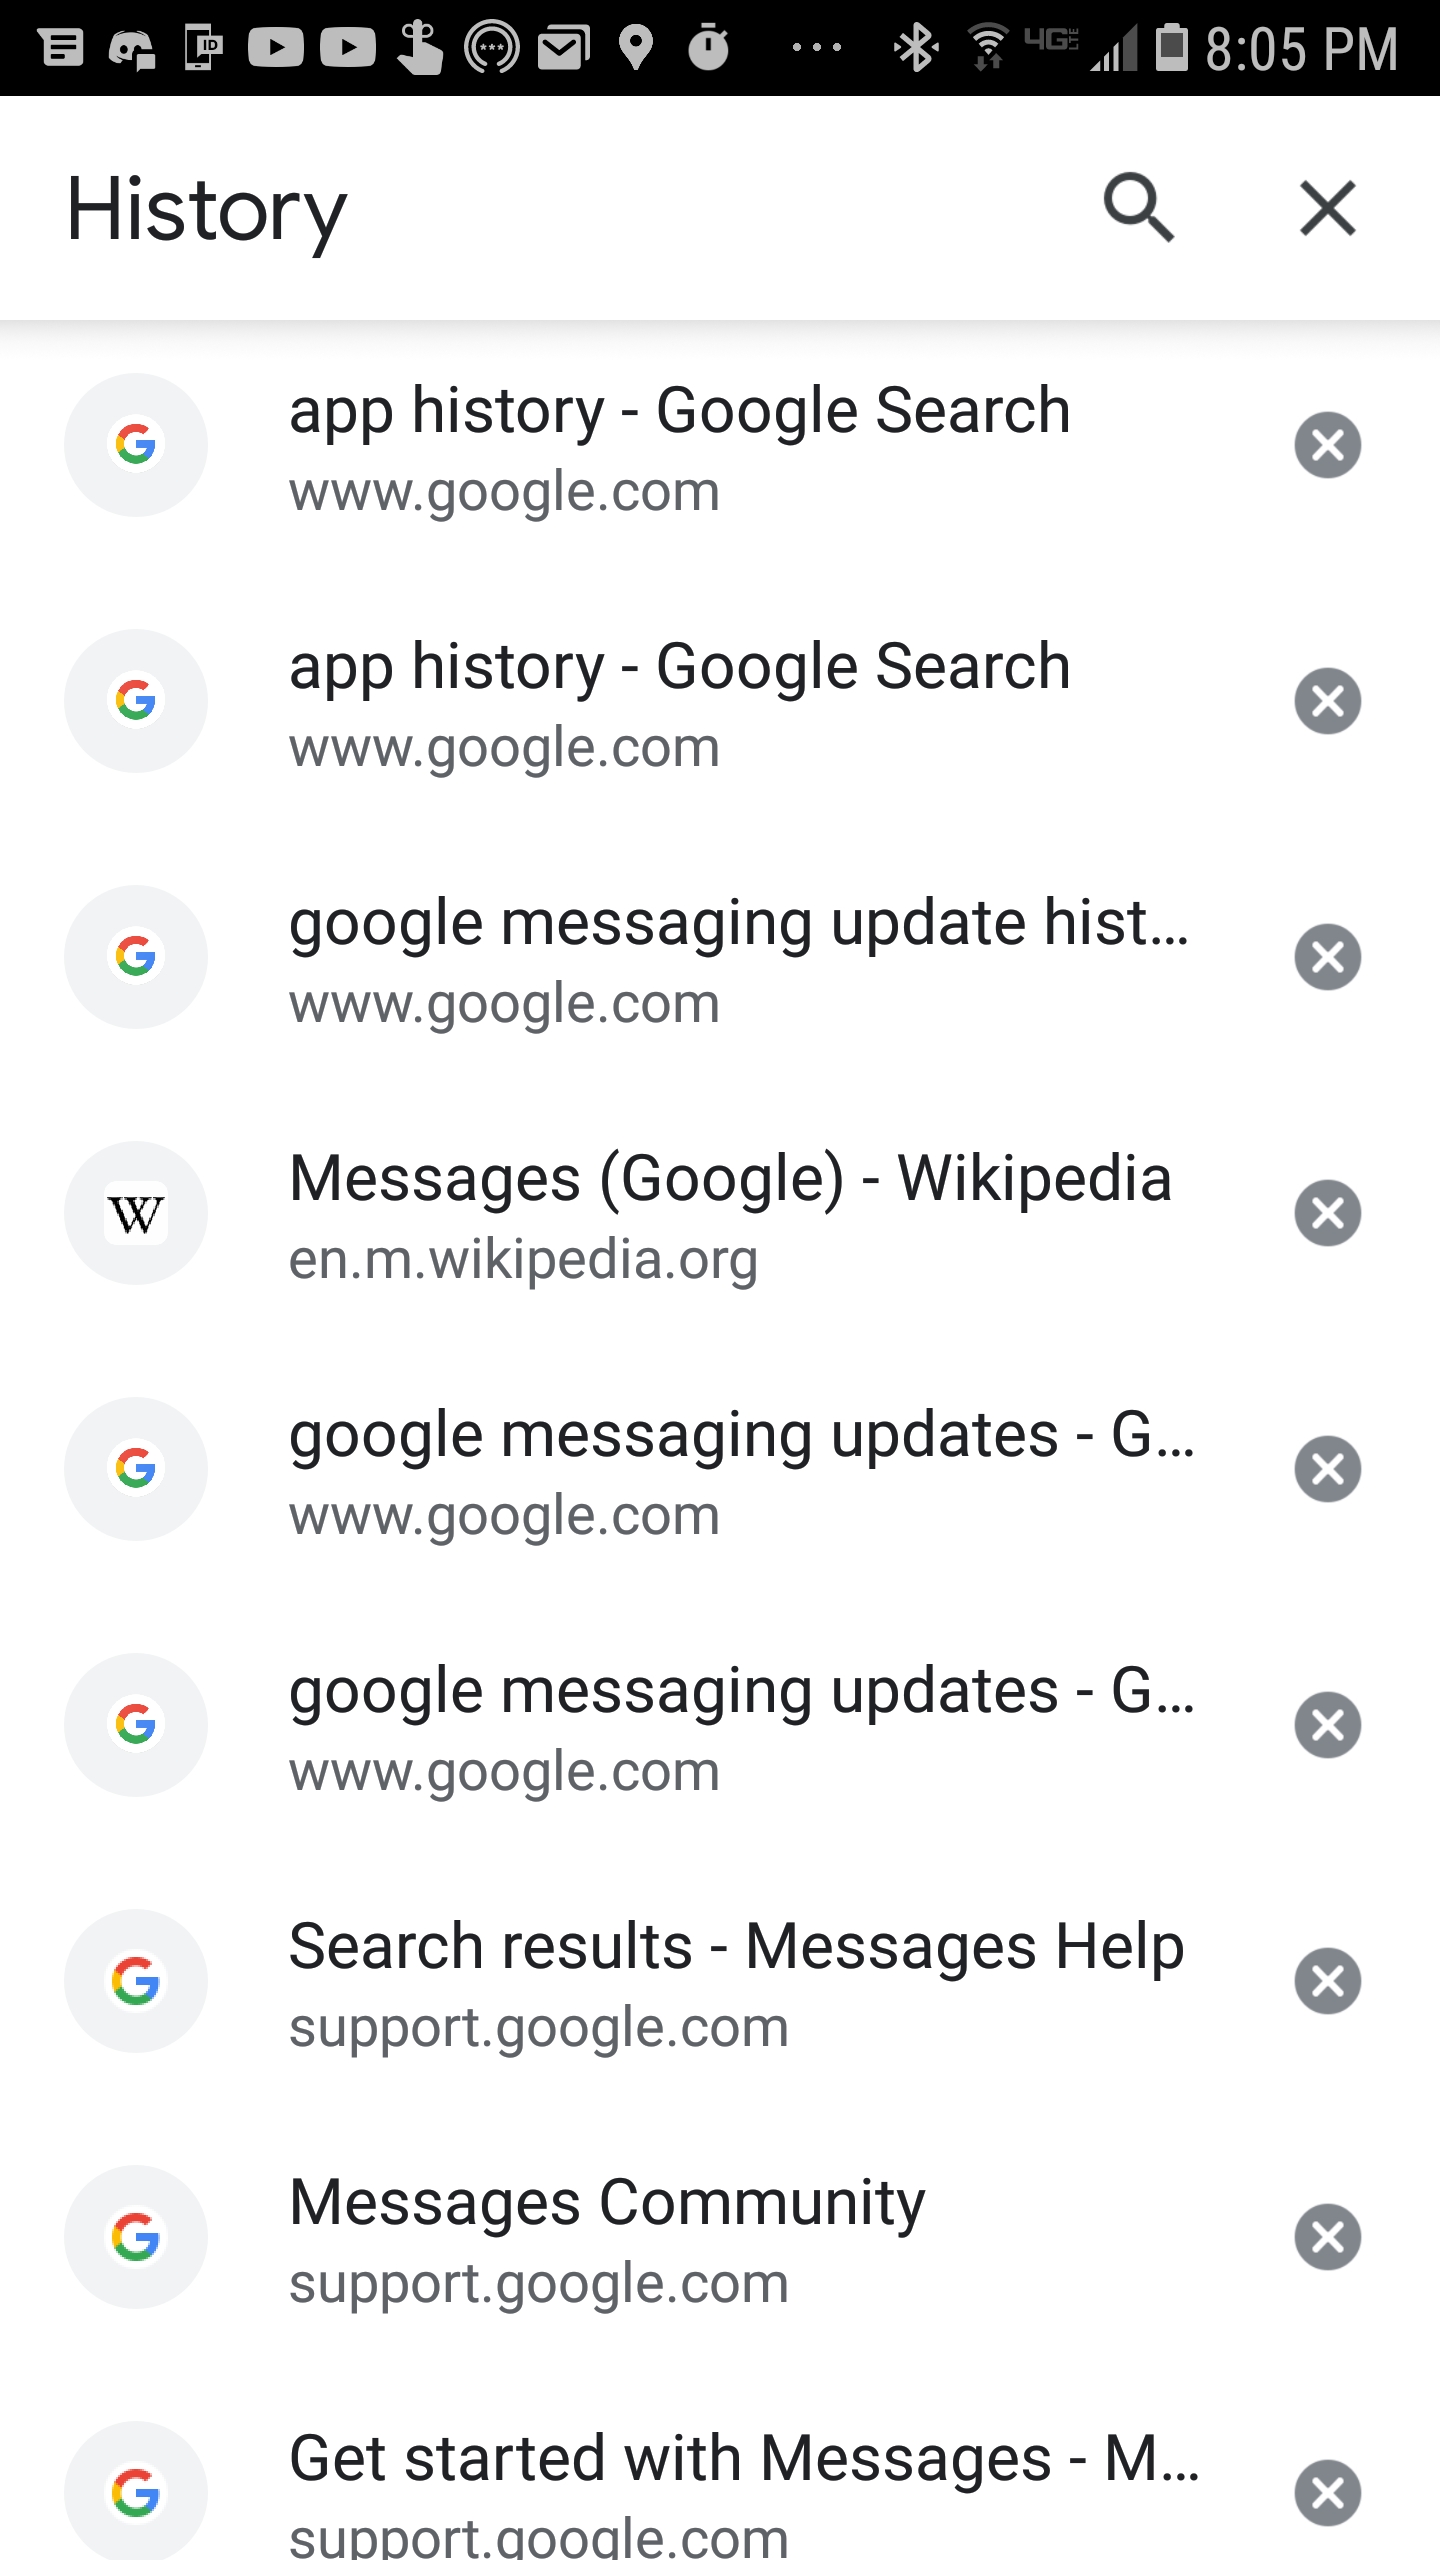 ID
4G LTE
8:05 PM
History
app history - Google Search
www.google.com
app history - Google Search
www.google.com
google messaging update hist...
www.google.com
W
Messages (Google) - Wikipedia
en.m.wikipedia.org
google messaging updates - G...
www.google.com
google messaging updates - G...
www.google.com
Search results - Messages Help
support.google.com
Messages Community
support.google.com
Get started with Messages - M...
support.google.com